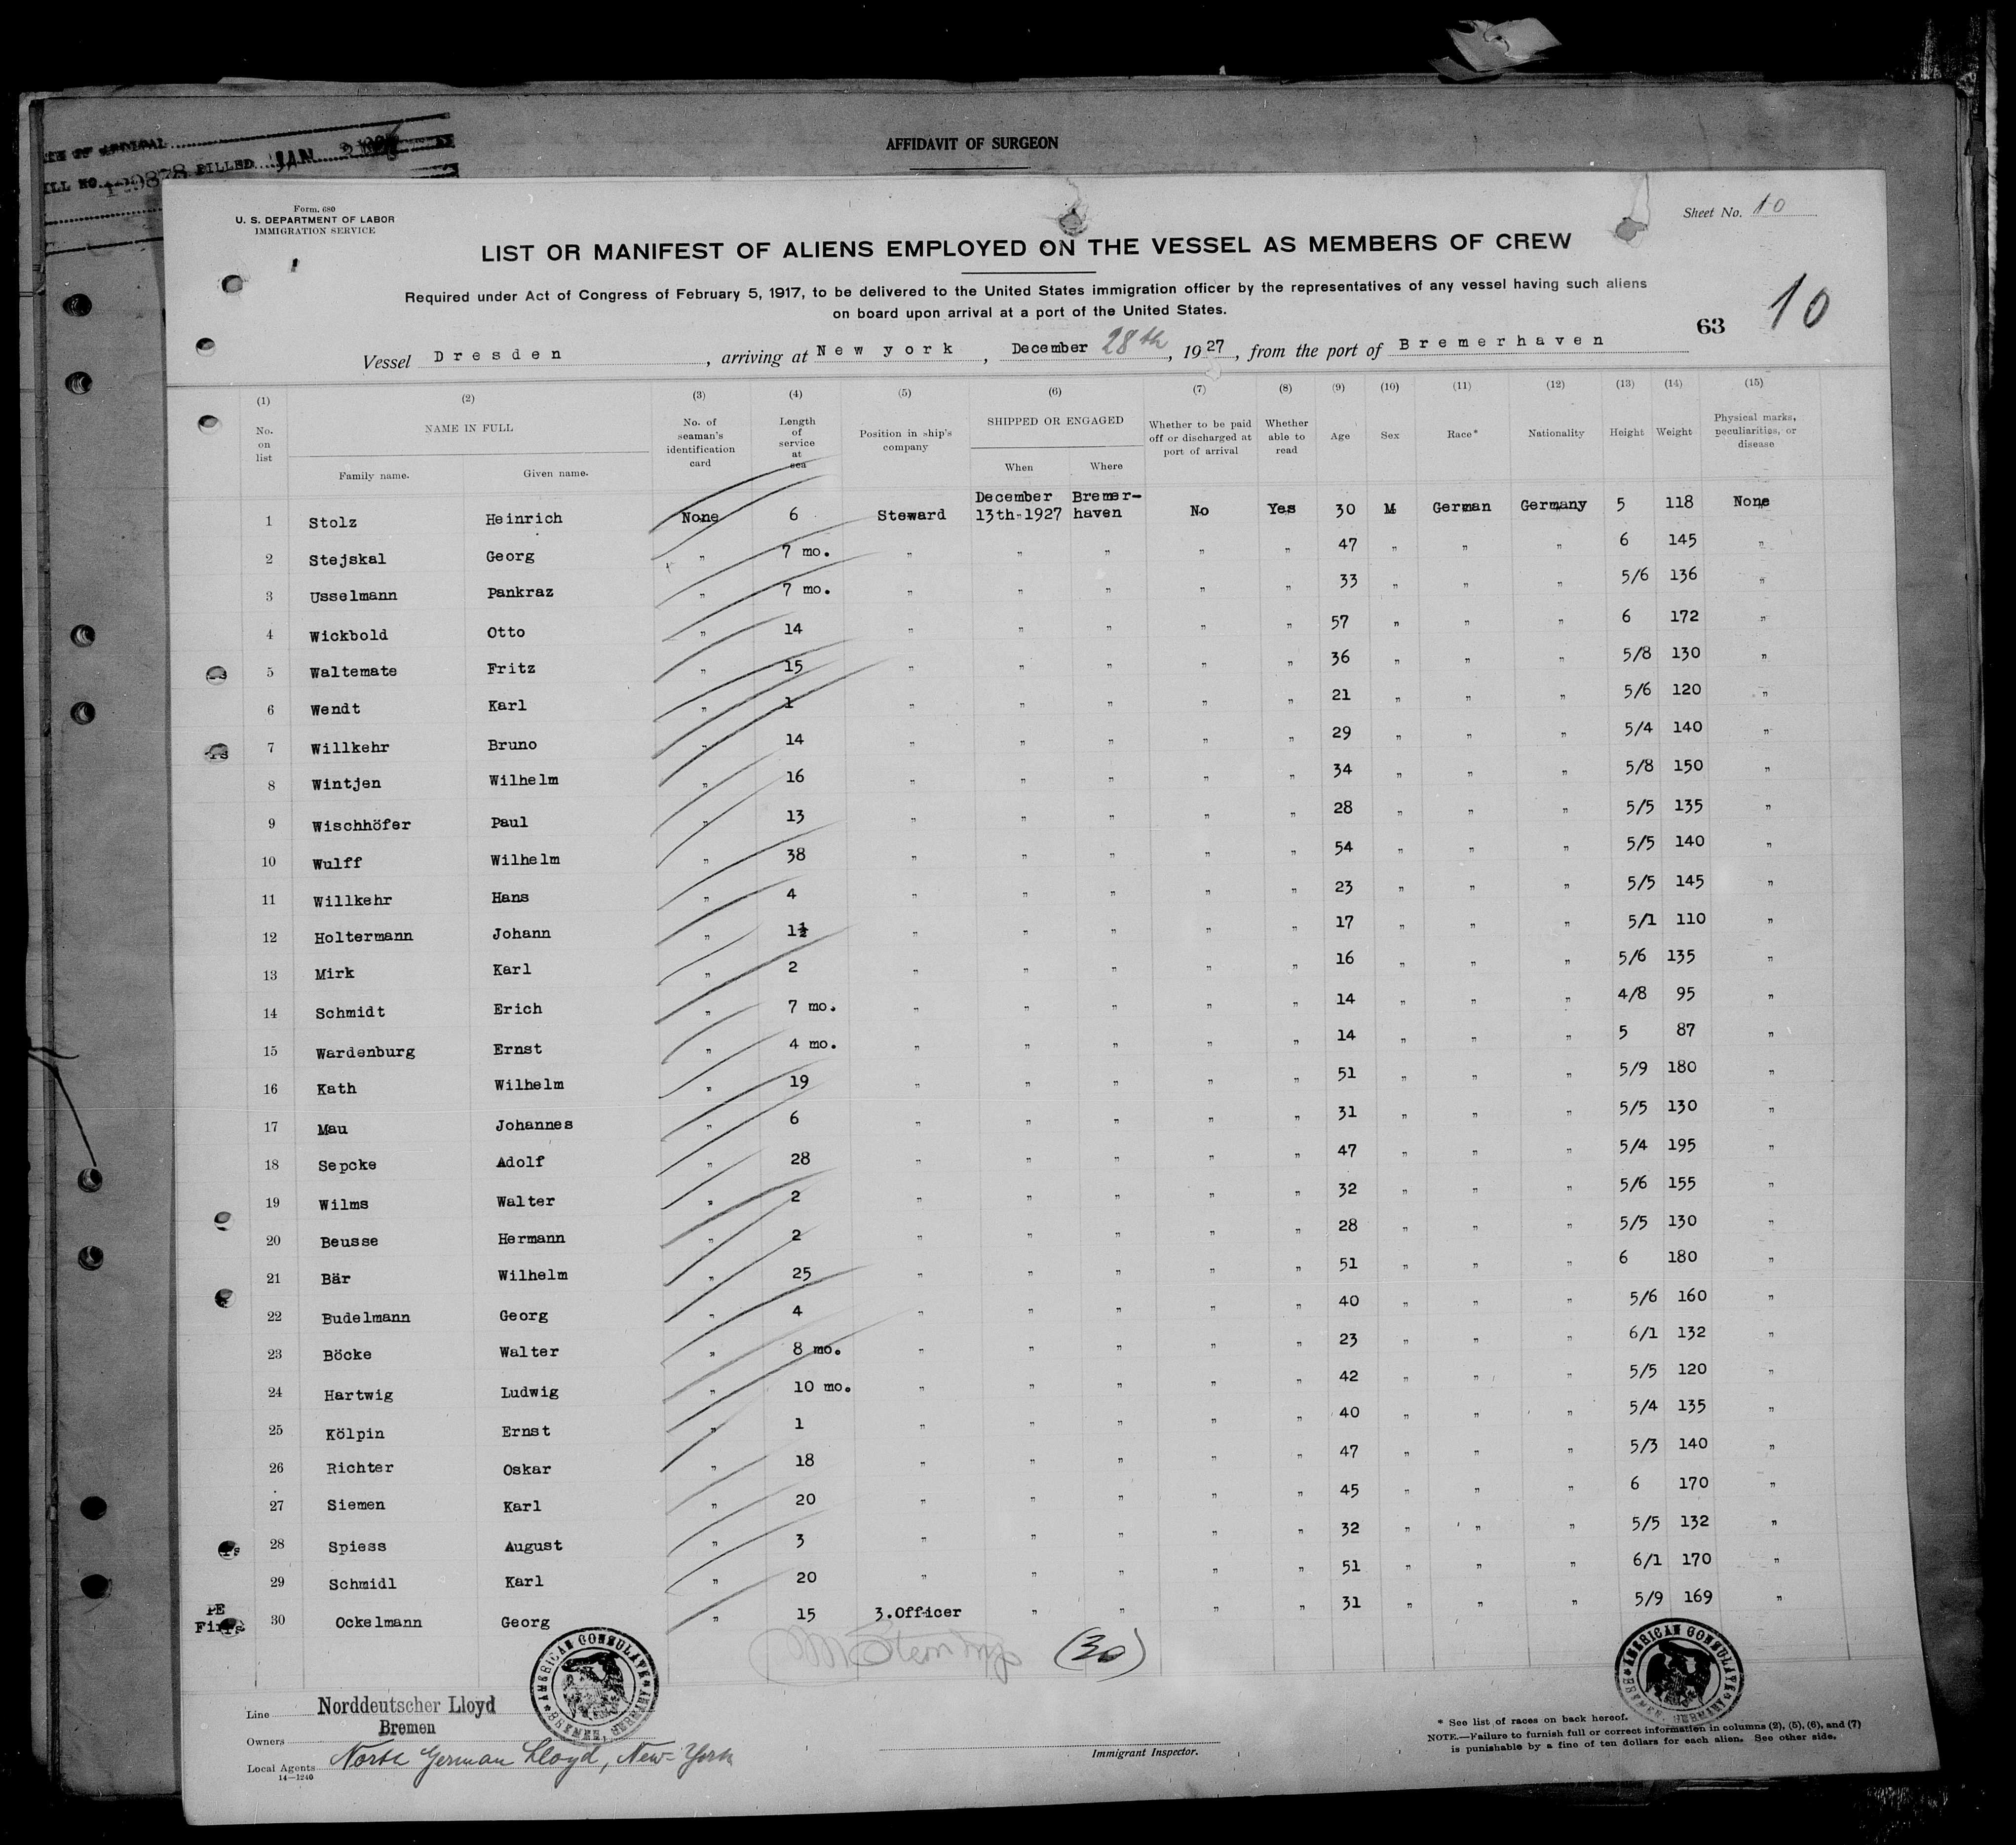 AFFIDAVIT OF SURGEON
BILLED JAN
Form. 680
U. S. DEPARTMENT OF LABOR
IMMIGRATION SERVICE
Sheet No. 10
LIST OR MANIFEST OF ALIENS EMPLOYED ON THE VESSEL AS MEMBERS OF CREW
Required under Act of Congress of February 5, 1917, to be delivered to the United States immigration officer by the representatives of any vessel having such aliens
on board upon arrival at a port of the United States.
63 10
Vessel Dresden, arriving at New york, December 28th, 1927, from the port of Bremerhaven
(1) (2) (3) (4) (5) (6) (7) (8) (9) (10) (11) (12) (13) (14) (15)
No. on list NAME IN FULL Family name. Given name. No. of seaman's identification card Length of service at sea Position in ship's company SHIPPED OR ENGAGED When Where Whether to be paid off or discharged at port of arrival Whether able to read Age Sex Race* Nationality Height Weight Physical marks, peculiarities, or disease
1 Stolz Heinrich None 6 Steward December 13th-1927 Bremer-haven No Yes 30 M German Germany 5 118 None
2 Stejskal Georg " 7 mo. " " " " " 47 " " " 6 145 "
3 Usselmann Pankraz " 7 mo. " " " " " 33 " " " 5/6 136 "
4 Wickbold Otto " 14 " " " " " 57 " " " 6 172 "
5 Waltemate Fritz " 15 " " " " " 36 " " " 5/8 130 "
6 Wendt Karl " 1 " " " " " 21 " " " 5/6 120 "
7 Willkehr Bruno " 14 " " " " " 29 " " " 5/4 140 "
8 Wintjen Wilhelm " 16 " " " " " 34 " " " 5/8 150 "
9 Wischhöfer Paul " 13 " " " " " 28 " " " 5/5 135 "
10 Wulff Wilhelm " 38 " " " " " 54 " " " 5/5 140 "
11 Willkehr Hans " 4 " " " " " 23 " " " 5/5 145 "
12 Holtermann Johann " 1½ " " " " " 17 " " " 5/1 110 "
13 Mirk Karl " 2 " " " " " 16 " " " 5/6 135 "
14 Schmidt Erich " 7 mo. " " " " " 14 " " " 4/8 95 "
15 Wardenburg Ernst " 4 mo. " " " " " 14 " " " 5 87 "
16 Kath Wilhelm " 19 " " " " " 51 " " " 5/9 180 "
17 Mau Johannes " 6 " " " " " 31 " " " 5/5 130 "
18 Sepcke Adolf " 28 " " " " " 47 " " " 5/4 195 "
19 Wilms Walter " 2 " " " " " 32 " " " 5/6 155 "
20 Beusse Hermann " 2 " " " " " 28 " " " 5/5 130 "
21 Bär Wilhelm " 25 " " " " " 51 " " " 6 180 "
22 Budelmann Georg " 4 " " " " " 40 " " " 5/6 160 "
23 Böcke Walter " 8 mo. " " " " " 23 " " " 6/1 132 "
24 Hartwig Ludwig " 10 mo. " " " " " 42 " " " 5/5 120 "
25 Kölpin Ernst " 1 " " " " " 40 " " " 5/4 135 "
26 Richter Oskar " 18 " " " " " 47 " " " 5/3 140 "
27 Siemen Karl " 20 " " " " " 45 " " " 6 170 "
28 Spiess August " 3 " " " " " 32 " " " 5/5 132 "
29 Schmidl Karl " 20 " " " " " 51 " " " 6/1 170 "
30 Ockelmann Georg " 15 3.Officer " " " " 31 " " " 5/9 169 "
(30)
AMERICAN CONSULATE
AMERICAN CONSULATE
Line Norddeutscher Lloyd
Bremen
Owners
Local Agents North German Lloyd, New-York
14—1240
Immigrant Inspector.
* See list of races on back hereof.
NOTE.—Failure to furnish full or correct information in columns (2), (5), (6), and (7)
is punishable by a fine of ten dollars for each alien. See other side.